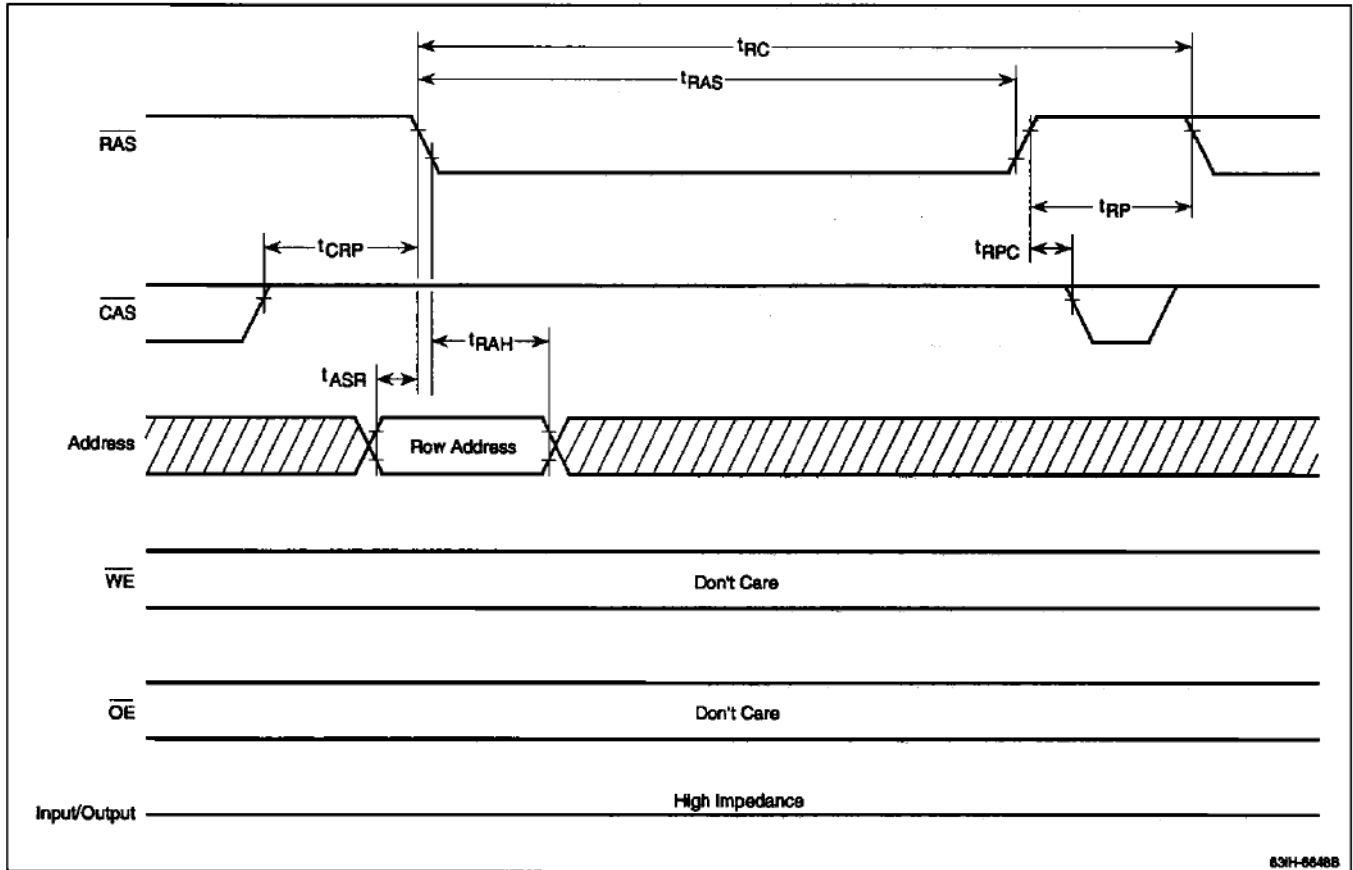 tRC
tRAS
RAS
tRP
tCRP
tRPC
CAS
tRAH
tASR
Address
Row Address
WE
Don't Care
OE
Don't Care
High Impedance
Input/Output
83IH-6648B